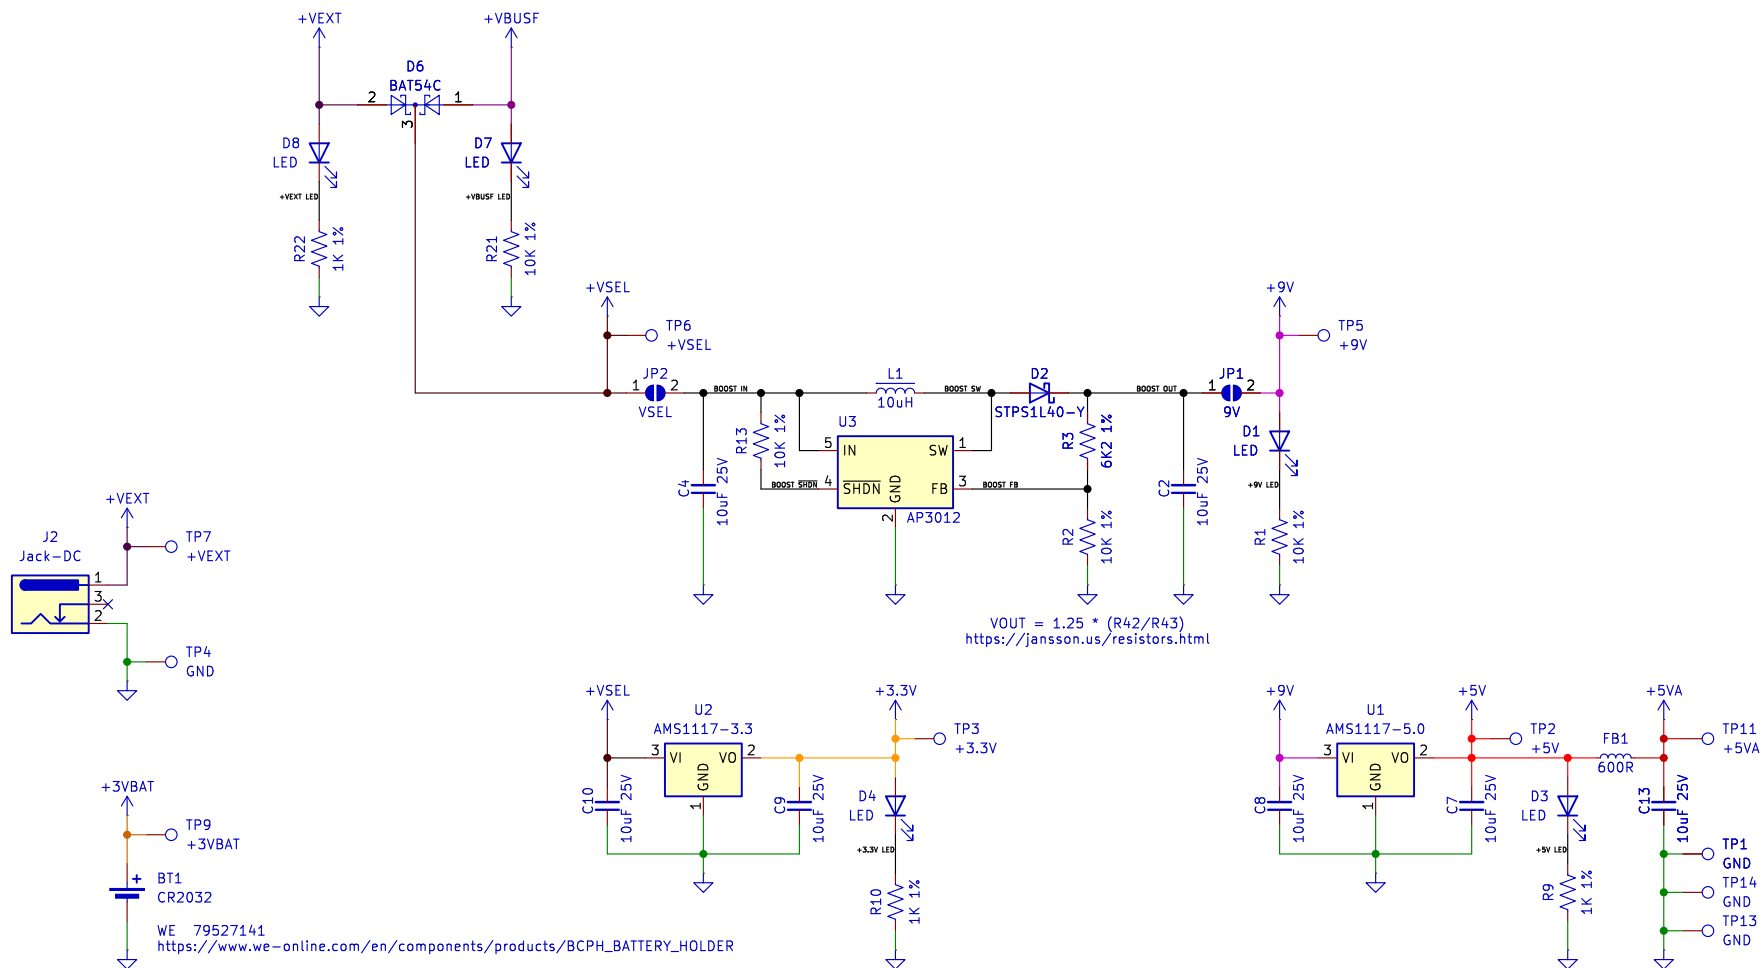 +VEXT
+VBUSF
D6
BAT54C
2
1
3
D8
LED
D7
LED
+VEXT LED
+VBUSF LED
R22
1K 1%
R21
10K 1%
+VSEL
TP6
+VSEL
+9V
TP5
+9V
JP2
1
2
VSEL
BOOST IN
L1
10uH
BOOST SW
D2
STPS1L40-Y
BOOST OUT
JP1
1
2
9V
R13
10K 1%
U3
5
IN
SW
1
4
SHDN
FB
3
GND
2
AP3012
BOOST SHDN
BOOST FB
R3
6K2 1%
D1
LED
+9V LED
C4
10uF 25V
R2
10K 1%
C2
10uF 25V
R1
10K 1%
VOUT = 1.25 * (R42/R43)
https://jansson.us/resistors.html
+VEXT
TP7
+VEXT
J2
Jack-DC
1
3
2
TP4
GND
+VSEL
U2
AMS1117-3.3
3
VI
VO
2
GND
1
C10
10uF 25V
C9
10uF 25V
+3.3V
TP3
+3.3V
D4
LED
+3.3V LED
R10
1K 1%
+9V
U1
AMS1117-5.0
3
VI
VO
2
GND
1
C8
10uF 25V
C7
10uF 25V
+5V
TP2
+5V
FB1
600R
D3
LED
+5V LED
R9
1K 1%
+5VA
TP11
+5VA
C13
10uF 25V
TP1
GND
TP14
GND
TP13
GND
+3VBAT
TP9
+3VBAT
+
BT1
CR2032
WE  79527141
https://www.we-online.com/en/components/products/BCPH_BATTERY_HOLDER